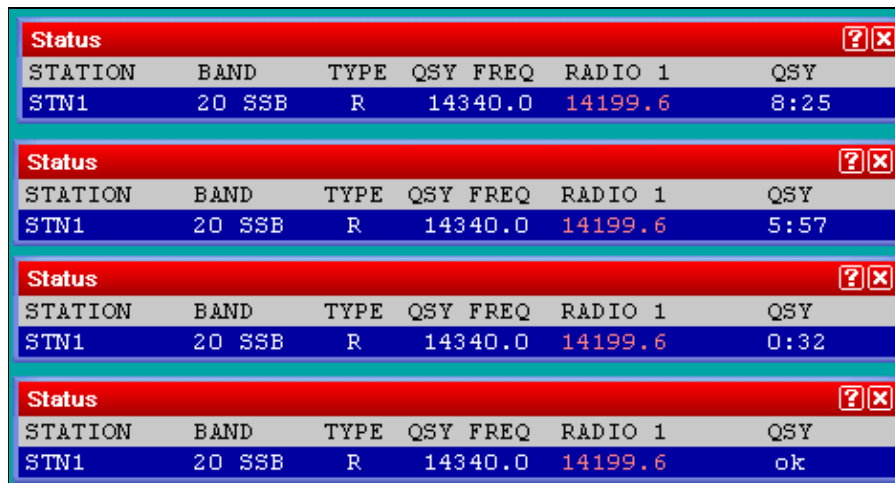 Status
STATION BAND TYPE QSY FREQ RADIO 1 QSY
STN1 20 SSB R 14340.0 14199.6 8:25
Status
STATION BAND TYPE QSY FREQ RADIO 1 QSY
STN1 20 SSB R 14340.0 14199.6 5:57
Status
STATION BAND TYPE QSY FREQ RADIO 1 QSY
STN1 20 SSB R 14340.0 14199.6 0:32
Status
STATION BAND TYPE QSY FREQ RADIO 1 QSY
STN1 20 SSB R 14340.0 14199.6 ok